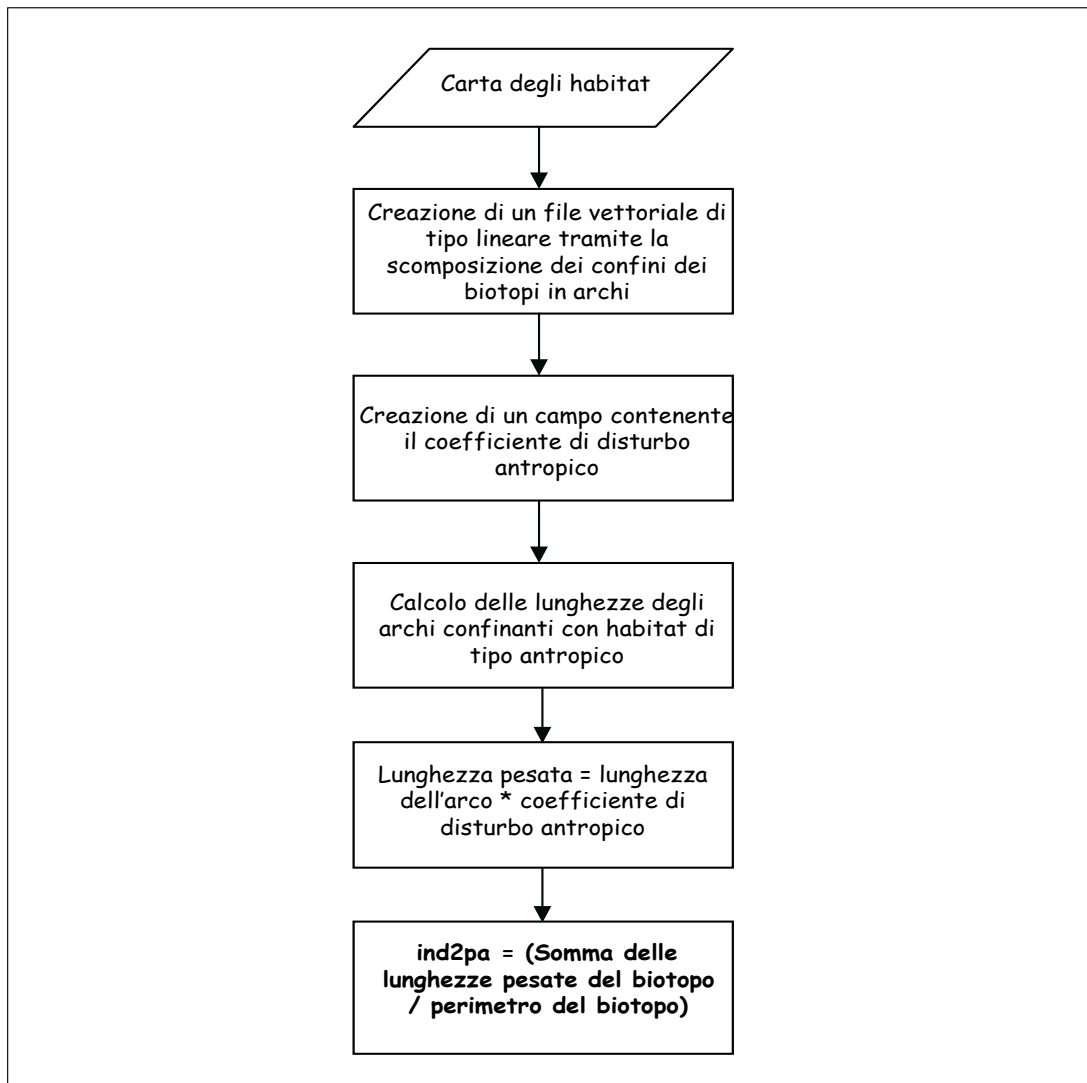 Carta degli habitat
Creazione di un file vettoriale di
tipo lineare tramite la
scomposizione dei confini dei
biotopi in archi
Creazione di un campo contenente
il coefficiente di disturbo
antropico
Calcolo delle lunghezze degli
archi confinanti con habitat di
tipo antropico
Lunghezza pesata = lunghezza
dell'arco * coefficiente di
disturbo antropico
ind2pa = (Somma delle
lunghezze pesate del biotopo
/ perimetro del biotopo)